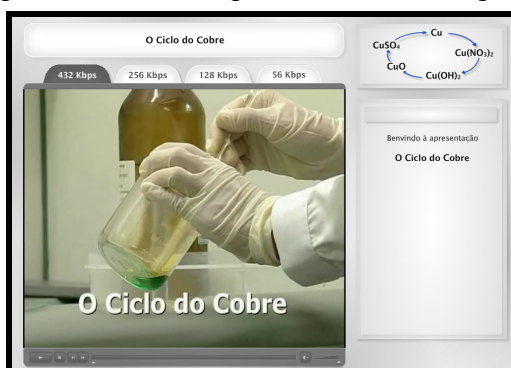 O Ciclo do Cobre
432 Kbps
256 Kbps
128 Kbps
56 Kbps
O Ciclo do Cobre
Cu
CuSO₄
Cu(NO₃)₂
CuO
Cu(OH)₂
Benvindo à apresentação
O Ciclo do Cobre